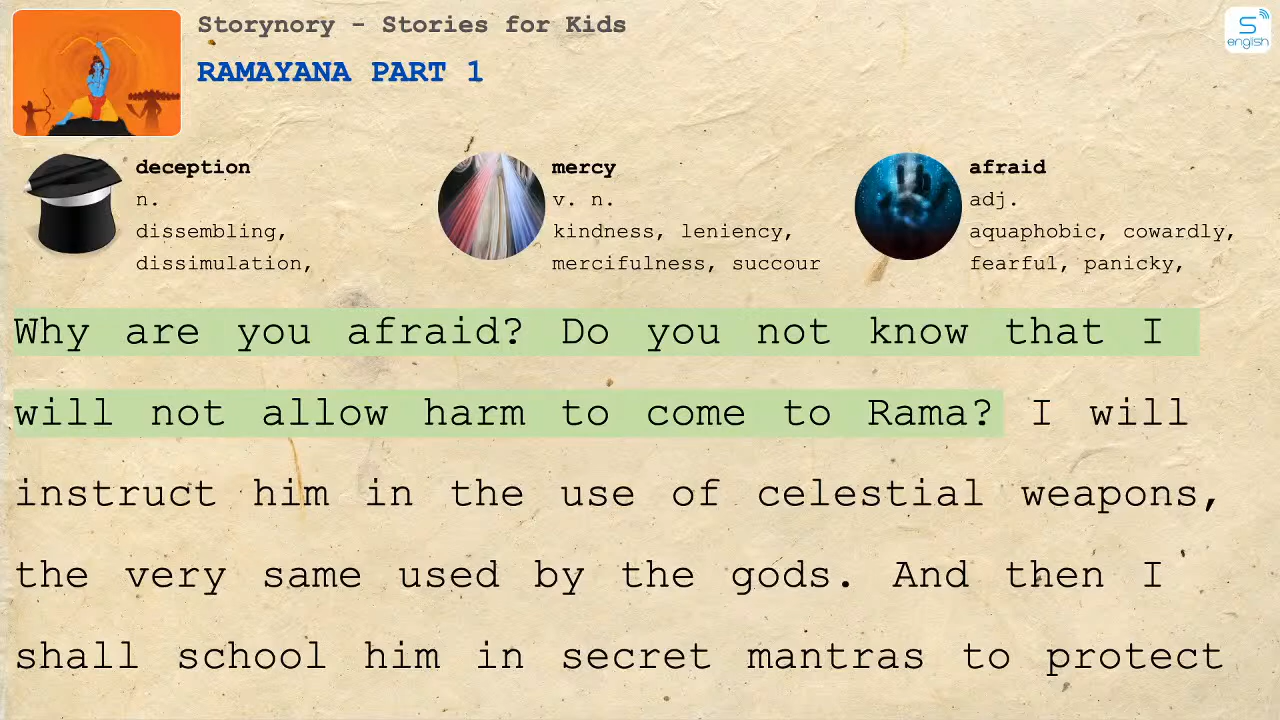 Storynory - Stories for Kids
RAMAYANA PART 1
S
english
deception
n.
dissembling,
dissimulation,
mercy
v. n.
kindness, leniency,
mercifulness, succour
afraid
adj.
aquaphobic, cowardly,
fearful, panicky,
Why are you afraid? Do you not know that I
will not allow harm to come to Rama? I will
instruct him in the use of celestial weapons,
the very same used by the gods. And then I
shall school him in secret mantras to protect